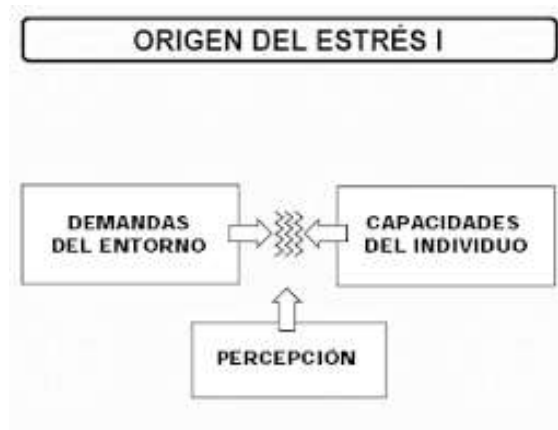 ORIGEN DEL ESTRÉS I
DEMANDAS
DEL ENTORNO
CAPACIDADES
DEL INDIVIDUO
PERCEPCIÓN